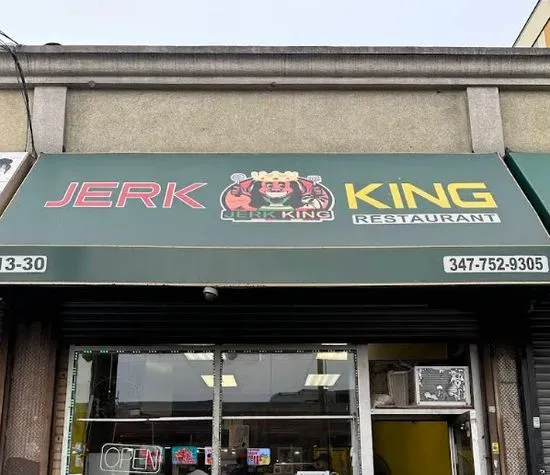 JERK JERK KING KING
RESTAURANT
13-30
347-752-9305
OPEN